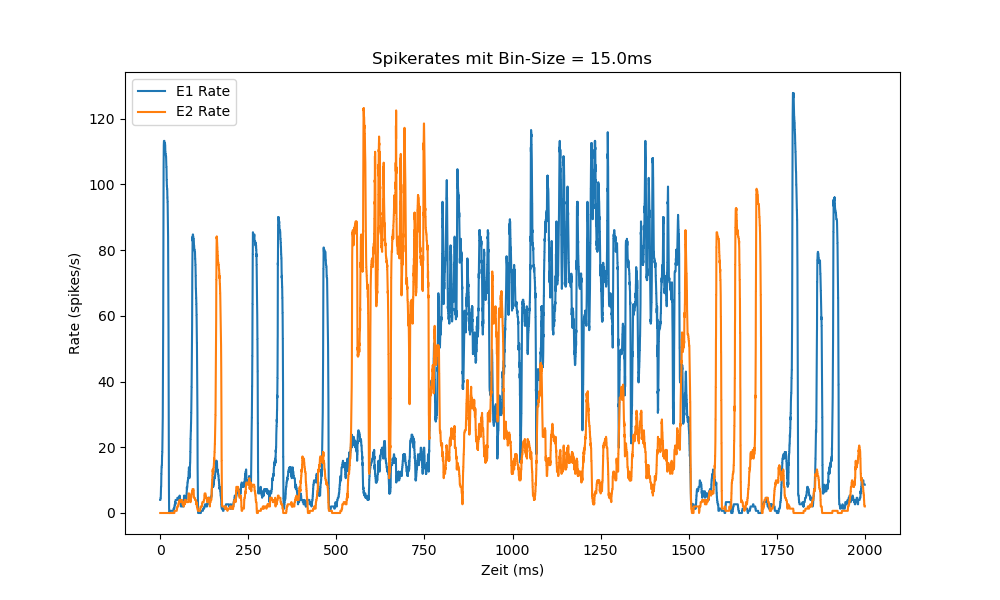 Spikerates mit Bin-Size = 15.0ms
E1 Rate
E2 Rate
120
100
80
60
40
20
0
Rate (spikes/s)
0 250 500 750 1000 1250 1500 1750 2000
Zeit (ms)